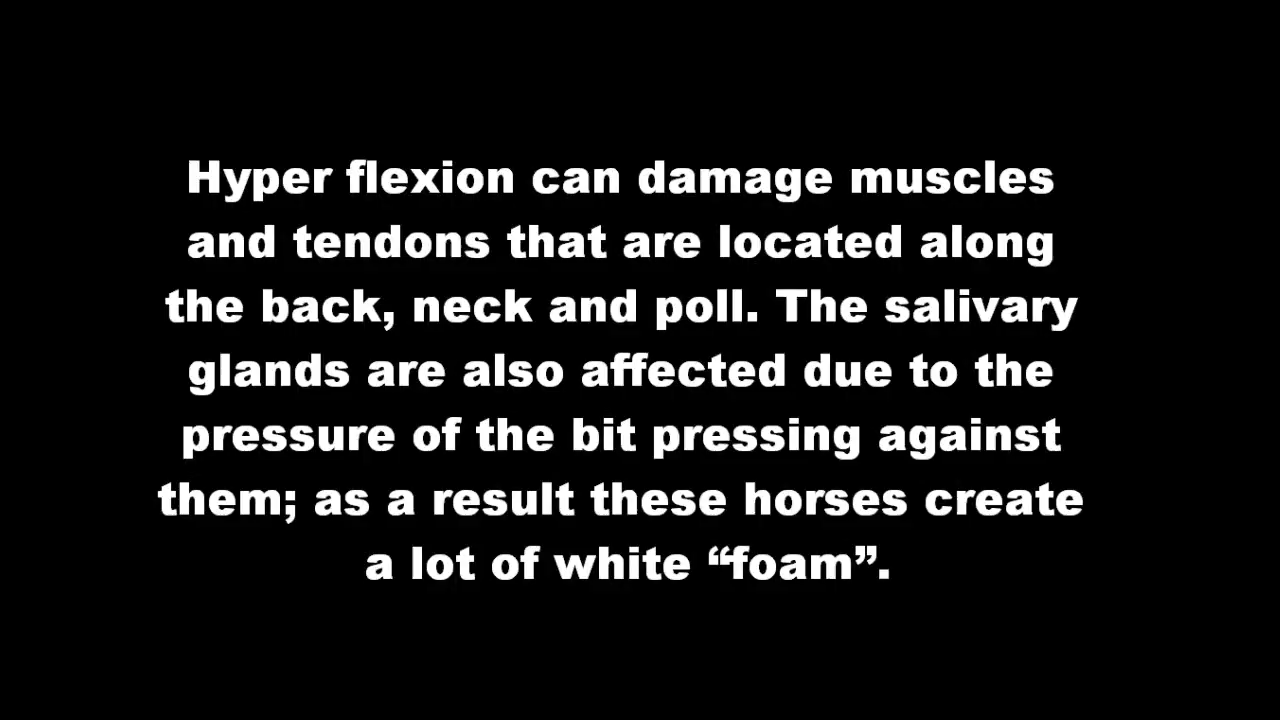 Hyper flexion can damage muscles
and tendons that are located along
the back, neck and poll. The salivary
glands are also affected due to the
pressure of the bit pressing against
them; as a result these horses create
a lot of white “foam”.